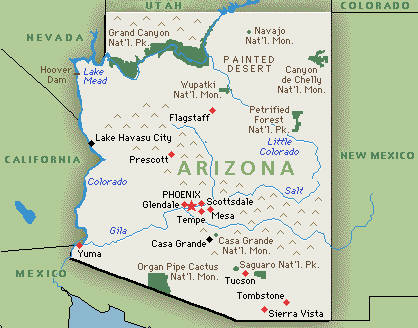 UTAH
COLORADO
NEVADA
Grand Canyon
Nat'l. Pk.
Navajo
Nat'l. Mon.
PAINTED
DESERT
Hoover
Dam
Lake
Mead
Canyon
de Chelly
Nat'l. Mon.
Wupatki
Nat'l. Mon.
Flagstaff
Petrified
Forest
Nat'l. Pk.
Lake Havasu City
Little
Colorado
Prescott
CALIFORNIA
NEW MEXICO
ARIZONA
Colorado
Salt
PHOENIX
Glendale
Scottsdale
Mesa
Tempe
Gila
Casa Grande
Casa Grande
Nat'l. Mon.
Yuma
MEXICO
Organ Pipe Cactus
Nat'l. Mon.
Saguaro Nat'l. Pk.
Tucson
Tombstone
Sierra Vista